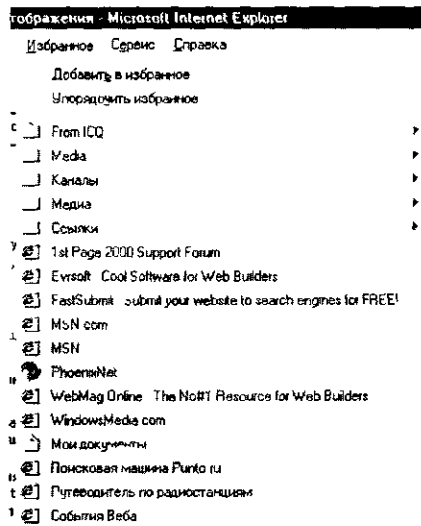 тображения - Microsoft Internet Explorer
Избранное Сервис Справка
Добавить в избранное
Упорядочить избранное
From ICQ
Media
Каналы
Медиа
Ссылки
1st Page 2000 Support Forum
Evrsoft Cool Software for Web Builders
FastSubmit submit your website to search engines for FREE!
MSN com
MSN
PhoenixNet
WebMag Online The No#1 Resource for Web Builders
WindowsMedia com
Мои документы
Поисковая машина Punto ru
Путеводитель по радиостанциям
События Веба